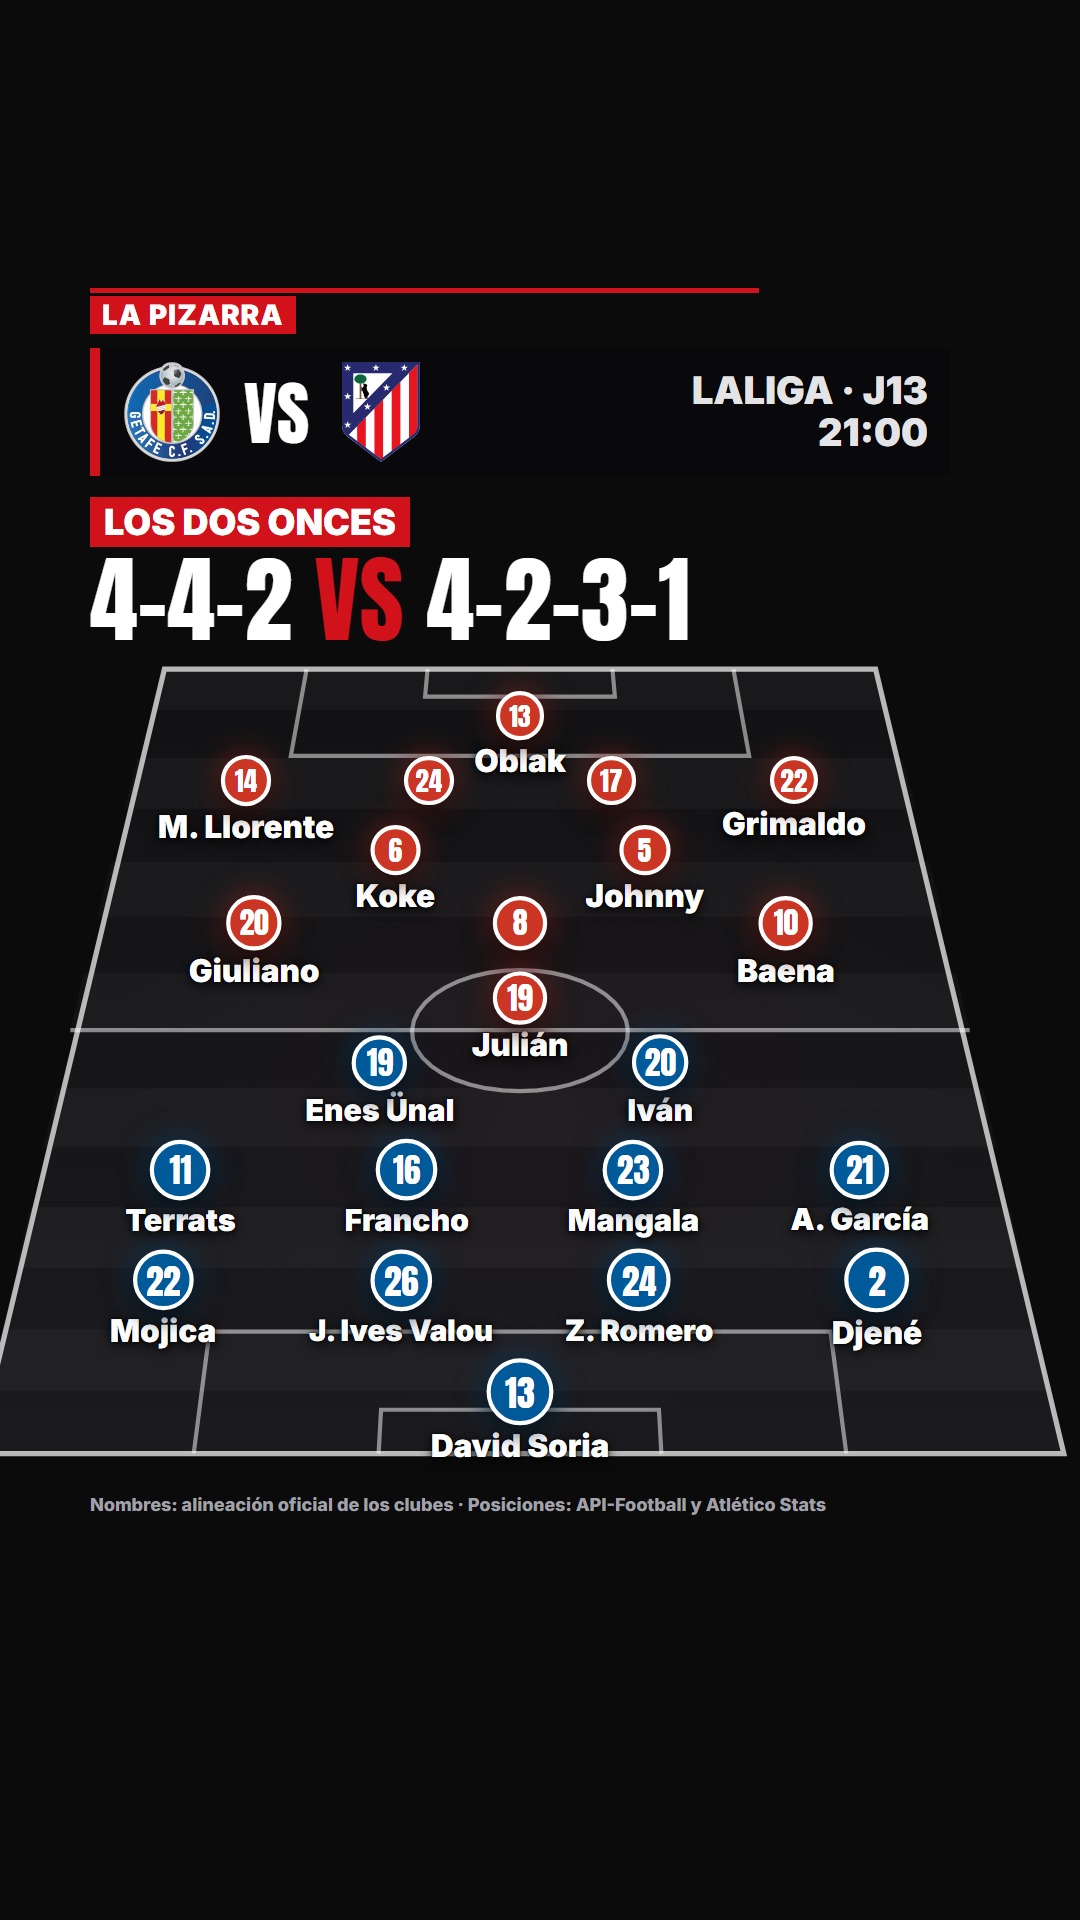 LA PIZARRA
GETAFE C.F. S.A.D.
VS
LALIGA · J13
21:00
LOS DOS ONCES
4-4-2 VS 4-2-3-1
13
Oblak
14
24
17
22
M. Llorente
Grimaldo
6
5
Koke
Johnny
20
8
10
Giuliano
Baena
19
Julián
19
20
Enes Ünal
Iván
11
16
23
21
Terrats
Francho
Mangala
A. García
22
26
24
2
Mojica
J. Ives Valou
Z. Romero
Djené
13
David Soria
Nombres: alineación oficial de los clubes · Posiciones: API-Football y Atlético Stats